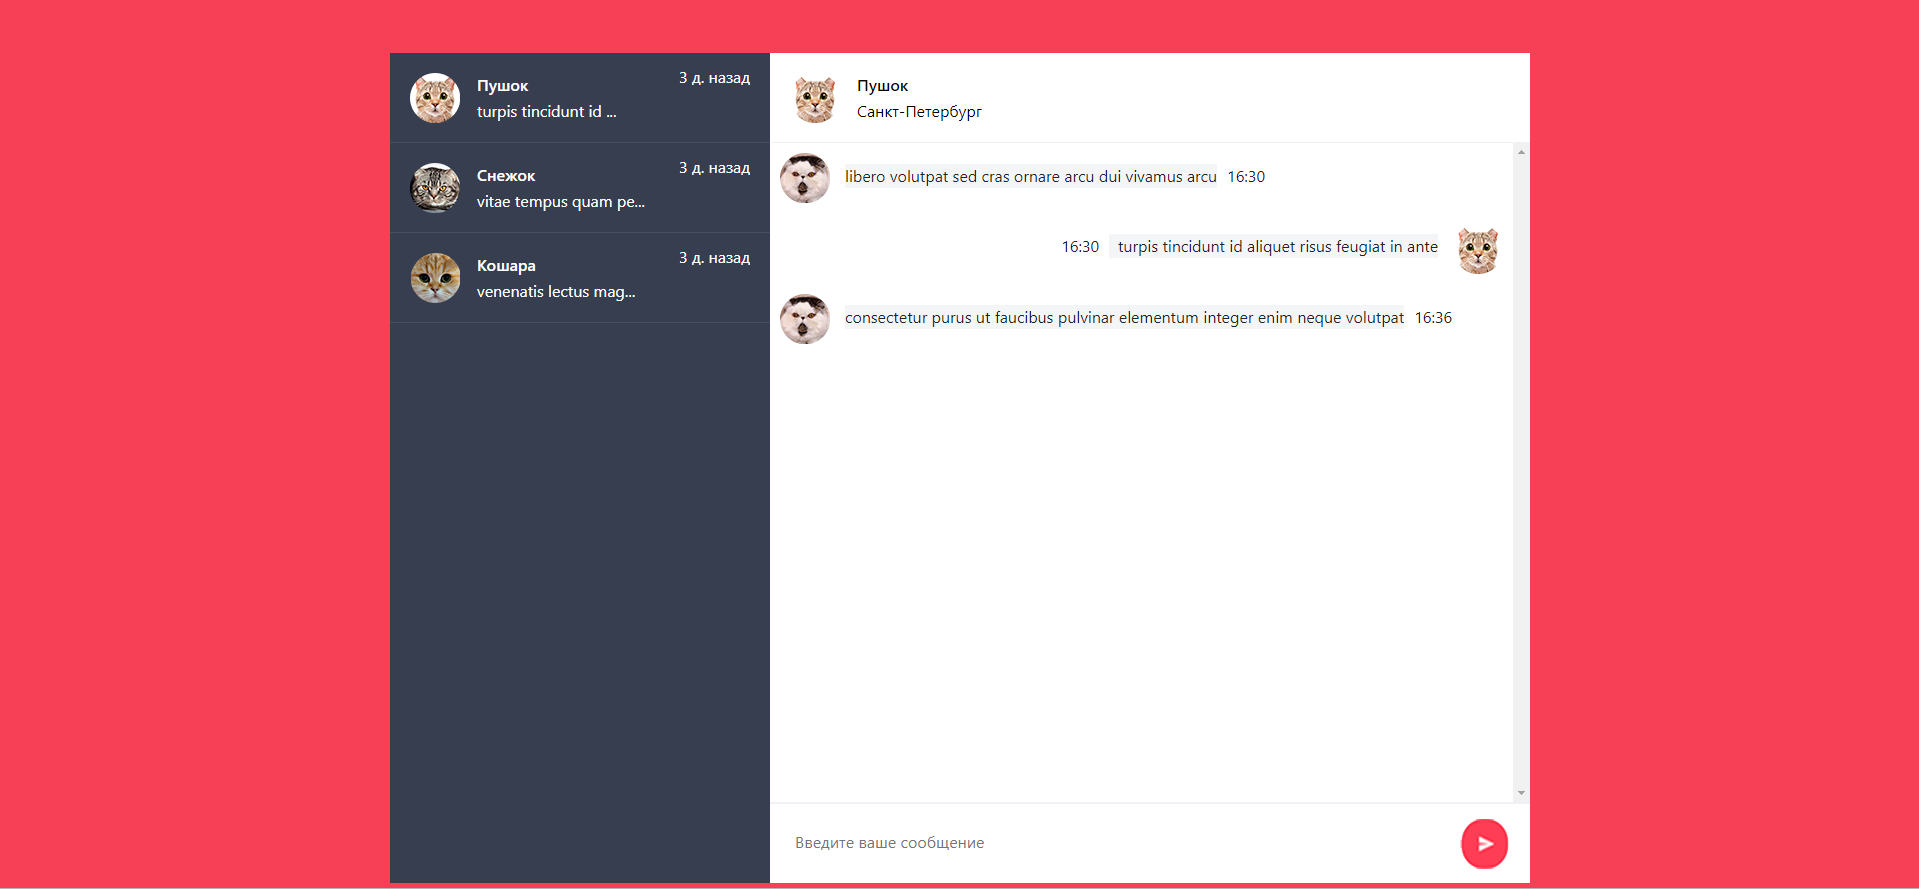 Пушок
3 д. назад
turpis tincidunt id ...
Снежок
3 д. назад
vitae tempus quam pe...
Кошара
3 д. назад
venenatis lectus mag...
Пушок
Санкт-Петербург
libero volutpat sed cras ornare arcu dui vivamus arcu 16:30
16:30 turpis tincidunt id aliquet risus feugiat in ante
consectetur purus ut faucibus pulvinar elementum integer enim neque volutpat 16:36
Введите ваше сообщение